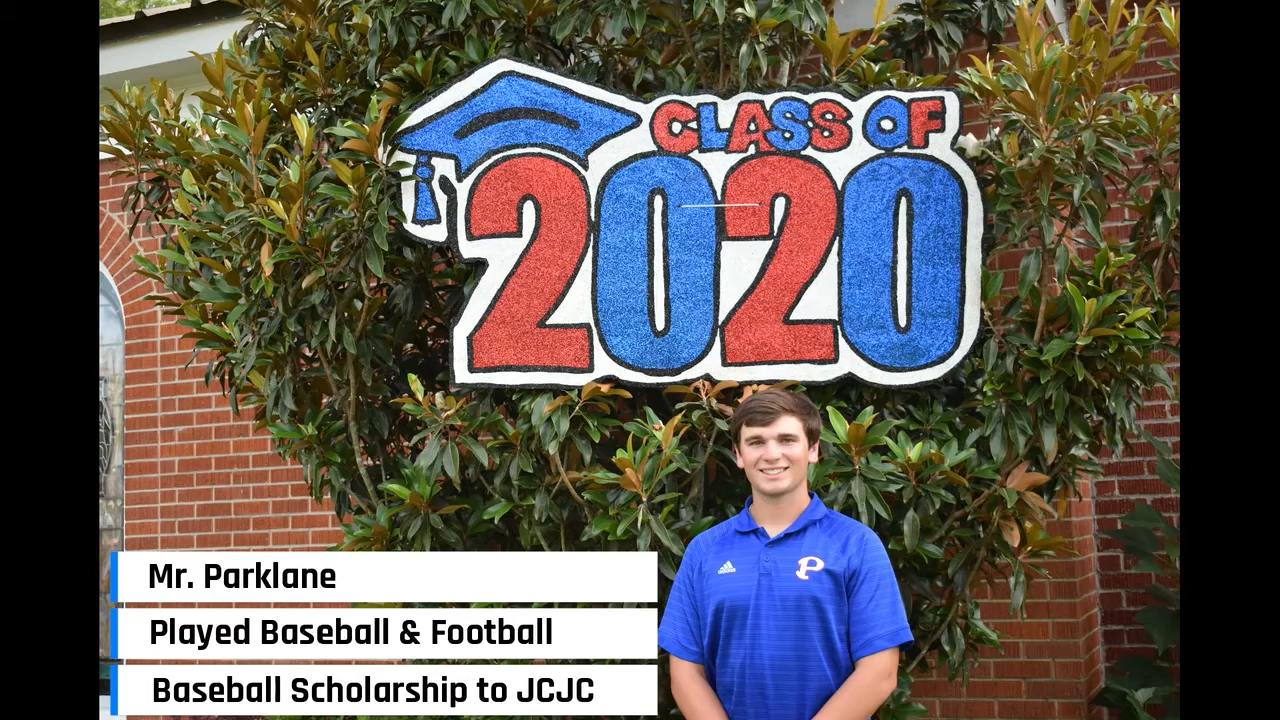 CLASS OF
2020
P
Mr. Parklane
Played Baseball & Football
Baseball Scholarship to JCJC